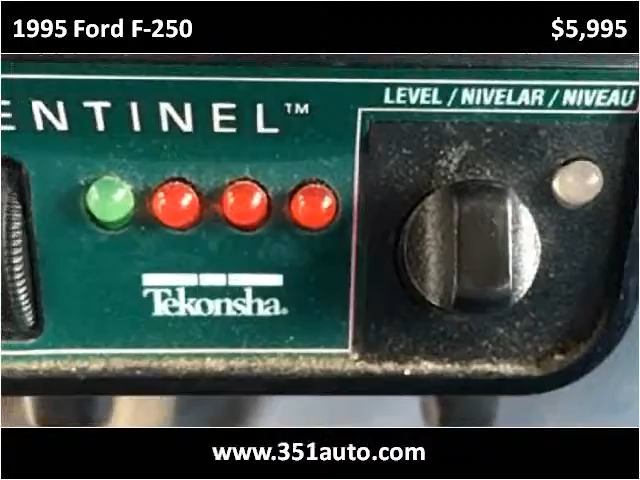 1995 Ford F-250 $5,995
ENTINEL™
LEVEL / NIVELAR / NIVEAU
Tekonsha®
www.351auto.com